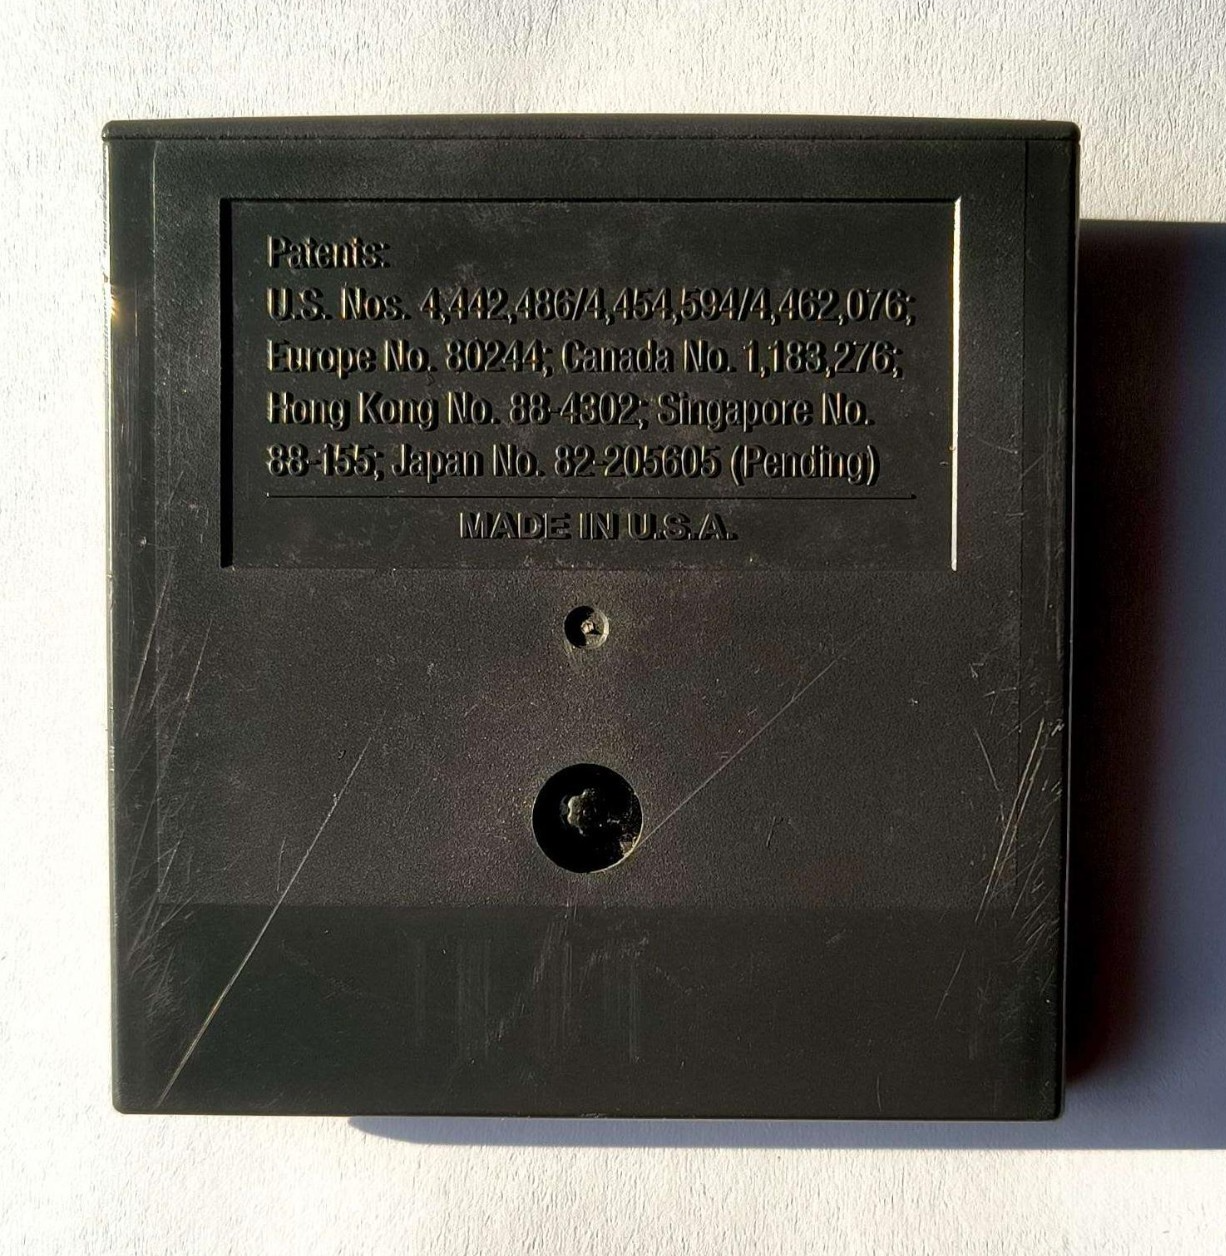 Patents:
U.S. Nos. 4,442,486/4,454,594/4,462,076;
Europe No. 80244; Canada No. 1,183,276;
Hong Kong No. 88-4302; Singapore No.
88-155; Japan No. 82-205605 (Pending)
MADE IN U.S.A.